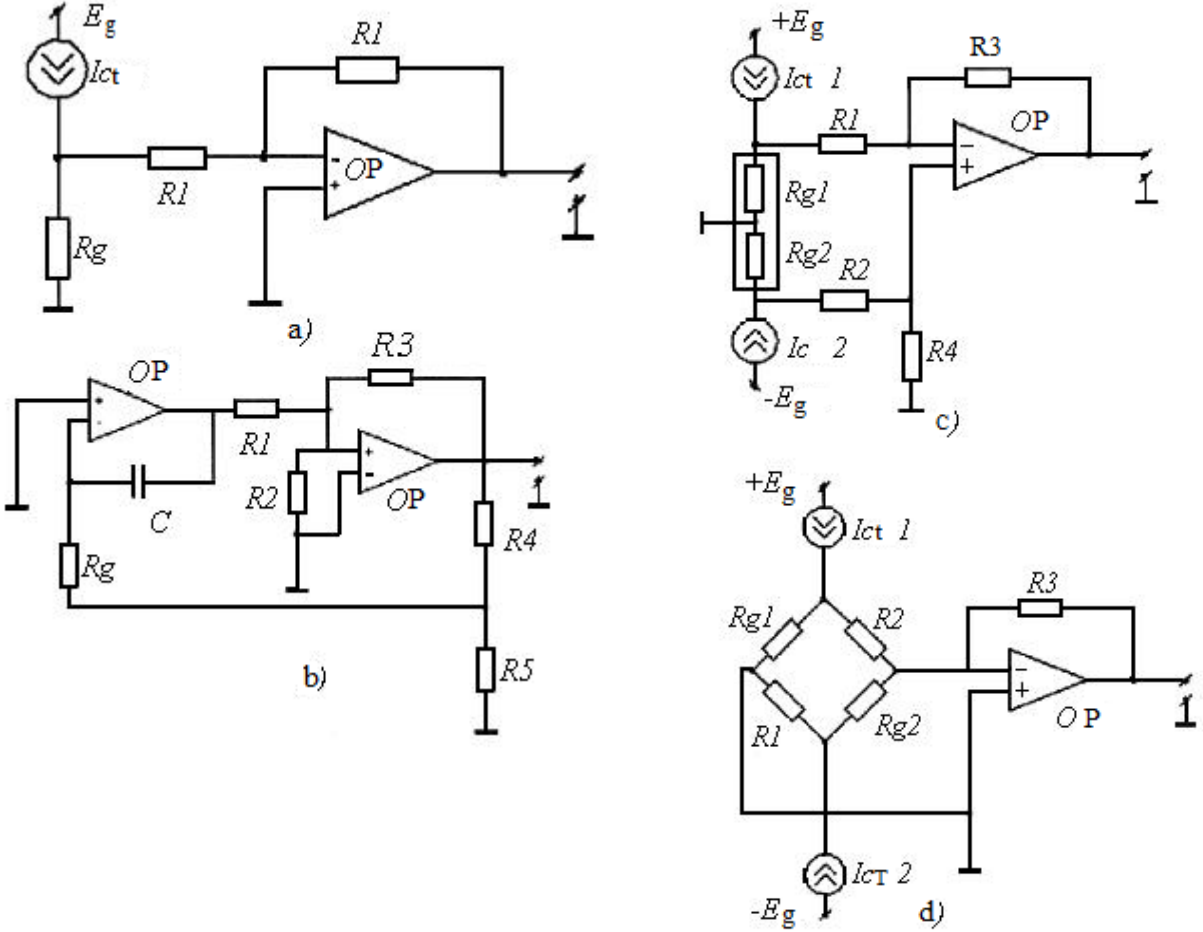 Eg
Ict
R1
R1
-
OP
+
Rg
a)
+Eg
Ict 1
R3
R1
OP
−
+
Rg1
Rg2
R2
Ic 2
R4
-Eg
c)
OP
+
-
R3
R1
+
−
R2
OP
C
Rg
R4
R5
b)
+Eg
Ict 1
R3
Rg1
R2
−
+
R1
Rg2
OP
IcT 2
-Eg
d)